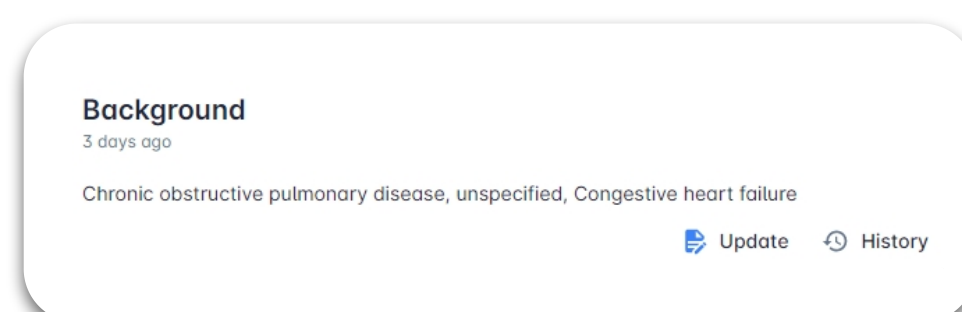 Background
3 days ago
Chronic obstructive pulmonary disease, unspecified, Congestive heart failure
Update History